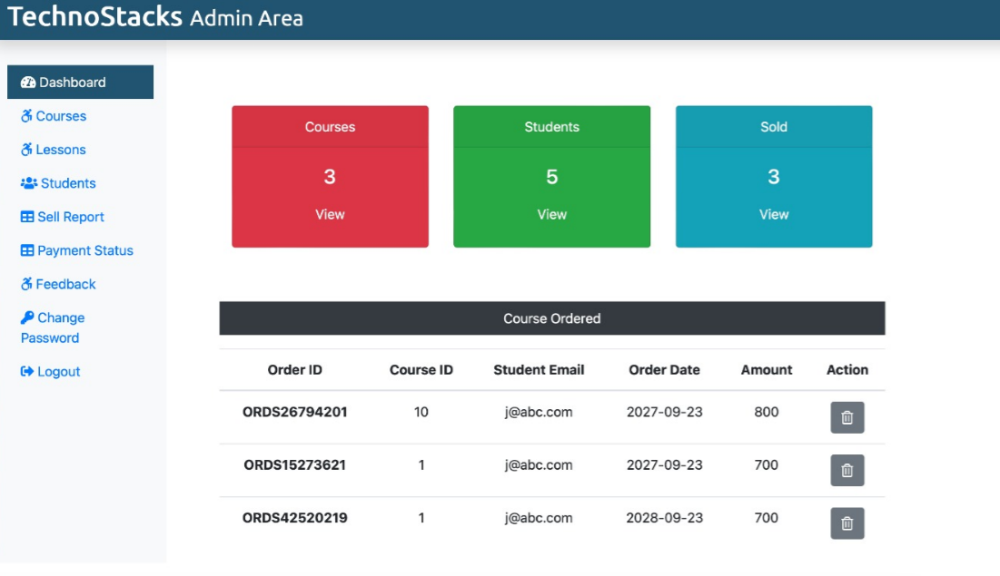 TechnoStacks Admin Area
Dashboard
Courses
Lessons
Students
Sell Report
Payment Status
Feedback
Change
Password
Logout
Courses
3
View
Students
5
View
Sold
3
View
Course Ordered
Order ID Course ID Student Email Order Date Amount Action
ORDS26794201 10 j@abc.com 2027-09-23 800
ORDS15273621 1 j@abc.com 2027-09-23 700
ORDS42520219 1 j@abc.com 2028-09-23 700